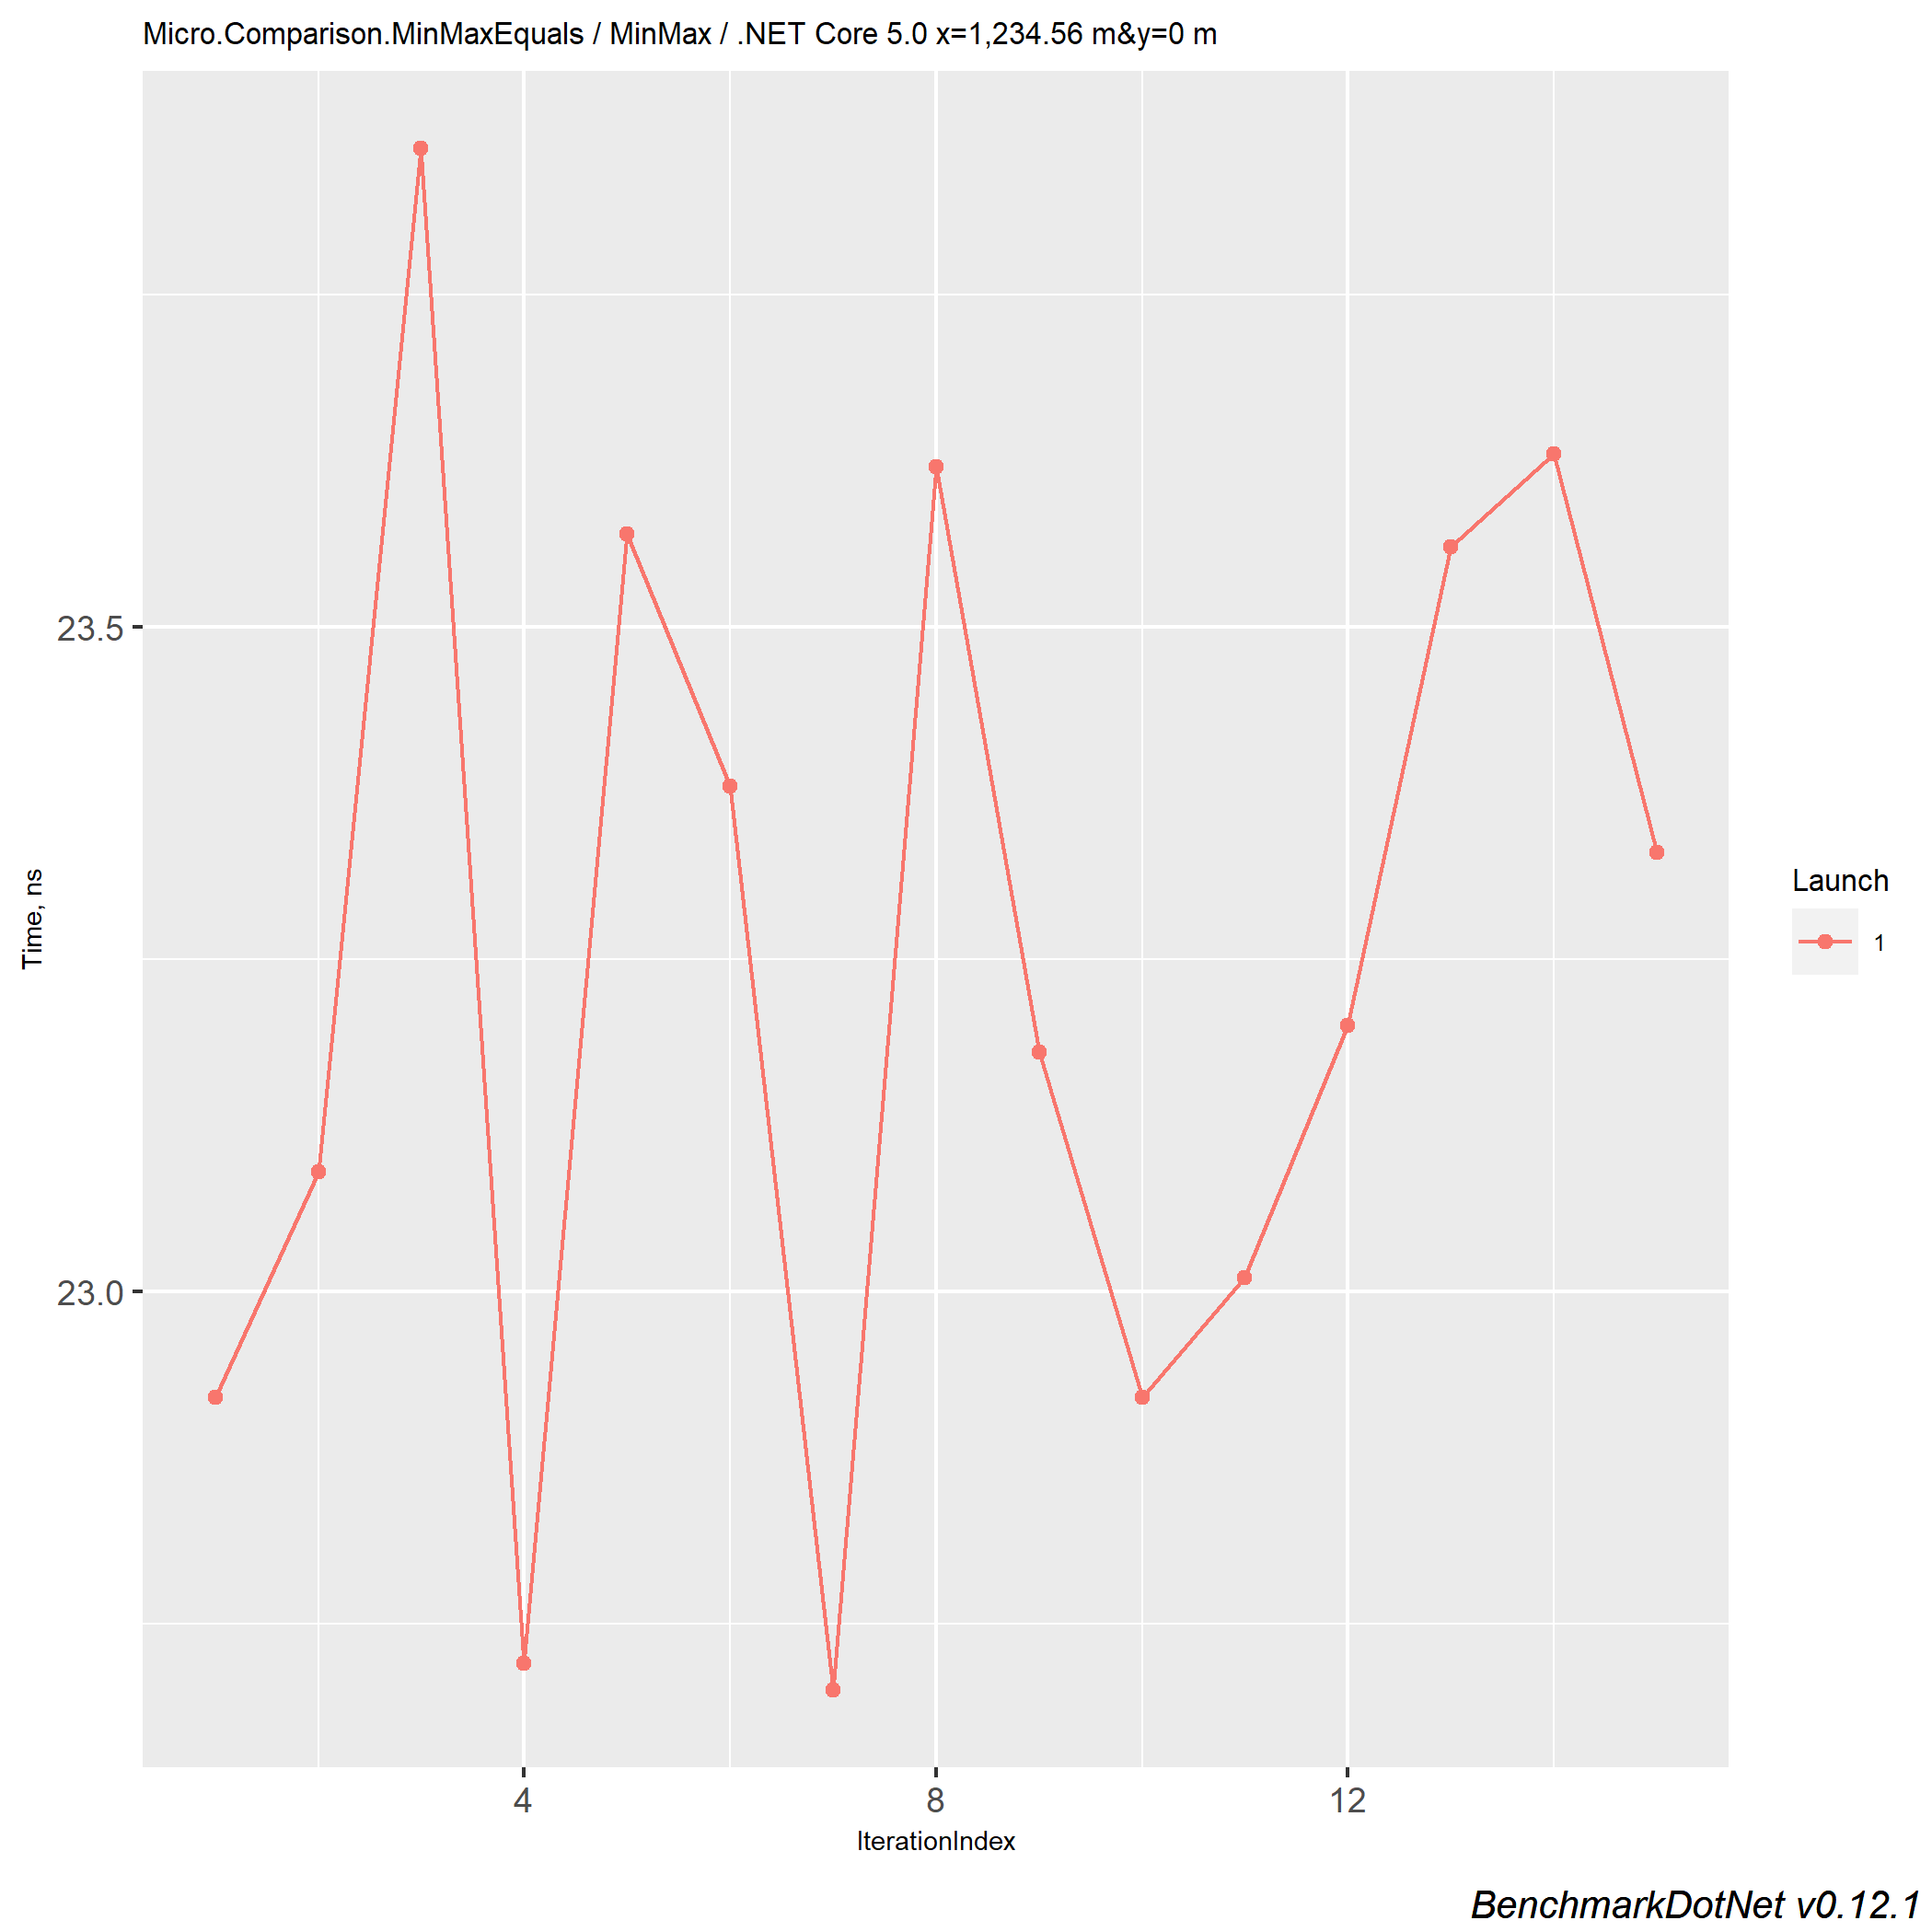 Micro.Comparison.MinMaxEquals / MinMax / .NET Core 5.0 x=1,234.56 m&y=0 m
Time, ns
23.5
23.0
4
8
12
IterationIndex
Launch
1
BenchmarkDotNet v0.12.1